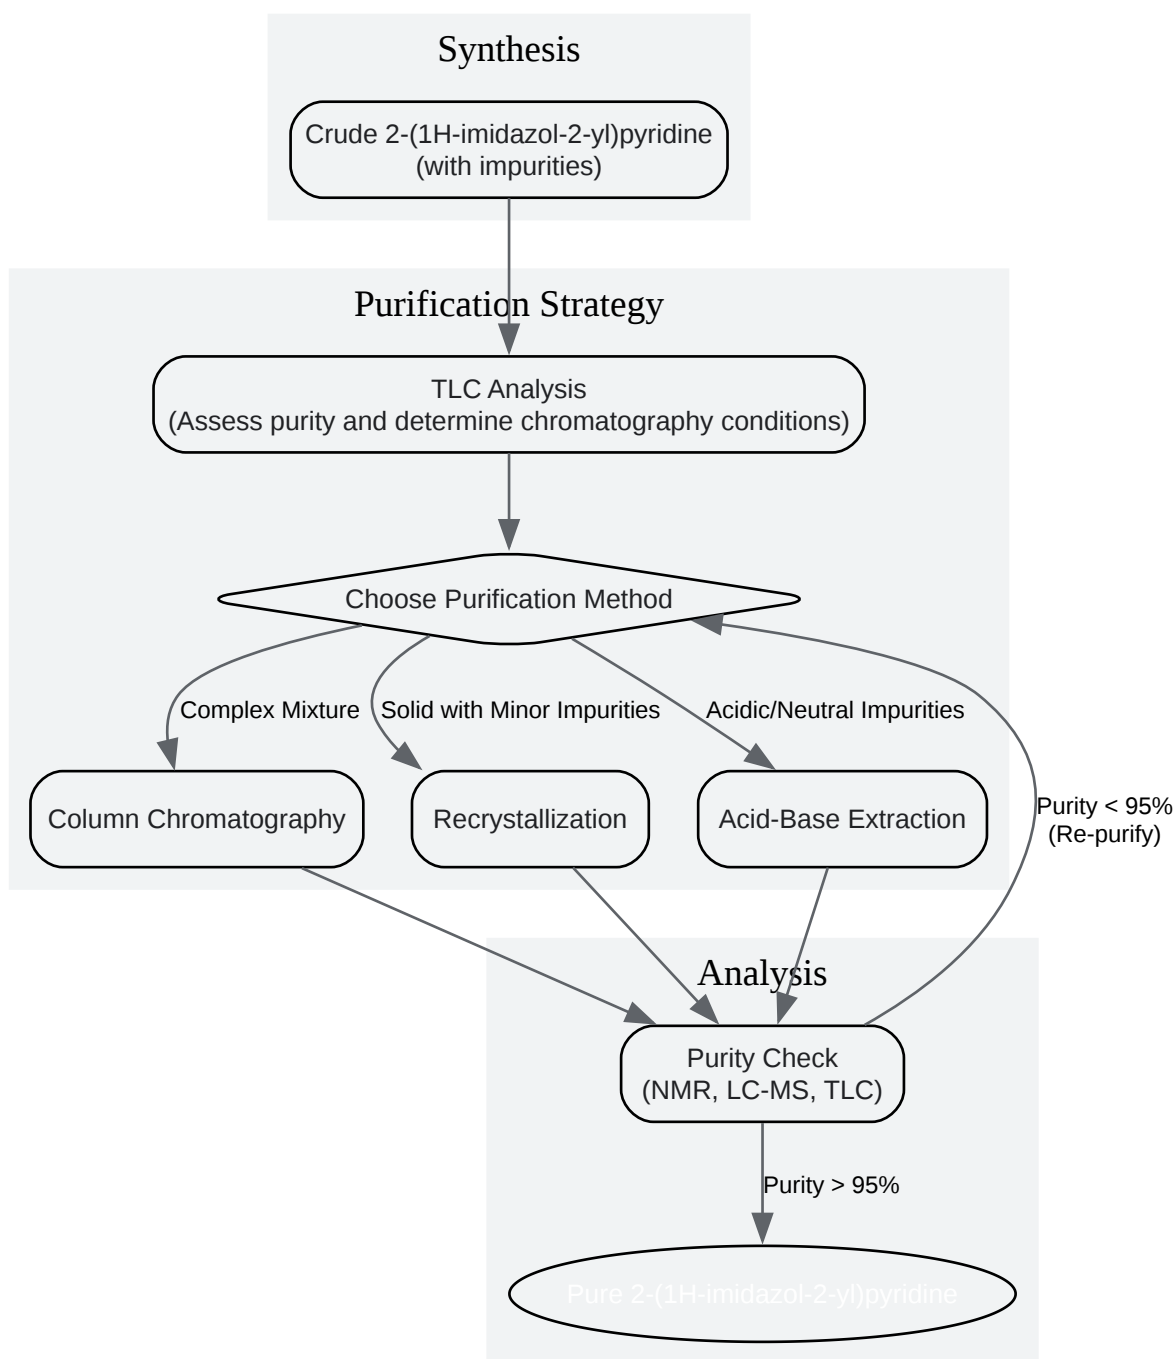 Synthesis
Crude 2-(1H-imidazol-2-yl)pyridine
(with impurities)
Purification Strategy
TLC Analysis
(Assess purity and determine chromatography conditions)
Choose Purification Method
Complex Mixture
Solid with Minor Impurities
Acidic/Neutral Impurities
Column Chromatography
Recrystallization
Acid-Base Extraction
Purity < 95%
(Re-purify)
Analysis
Purity Check
(NMR, LC-MS, TLC)
Purity > 95%
Pure 2-(1H-imidazol-2-yl)pyridine